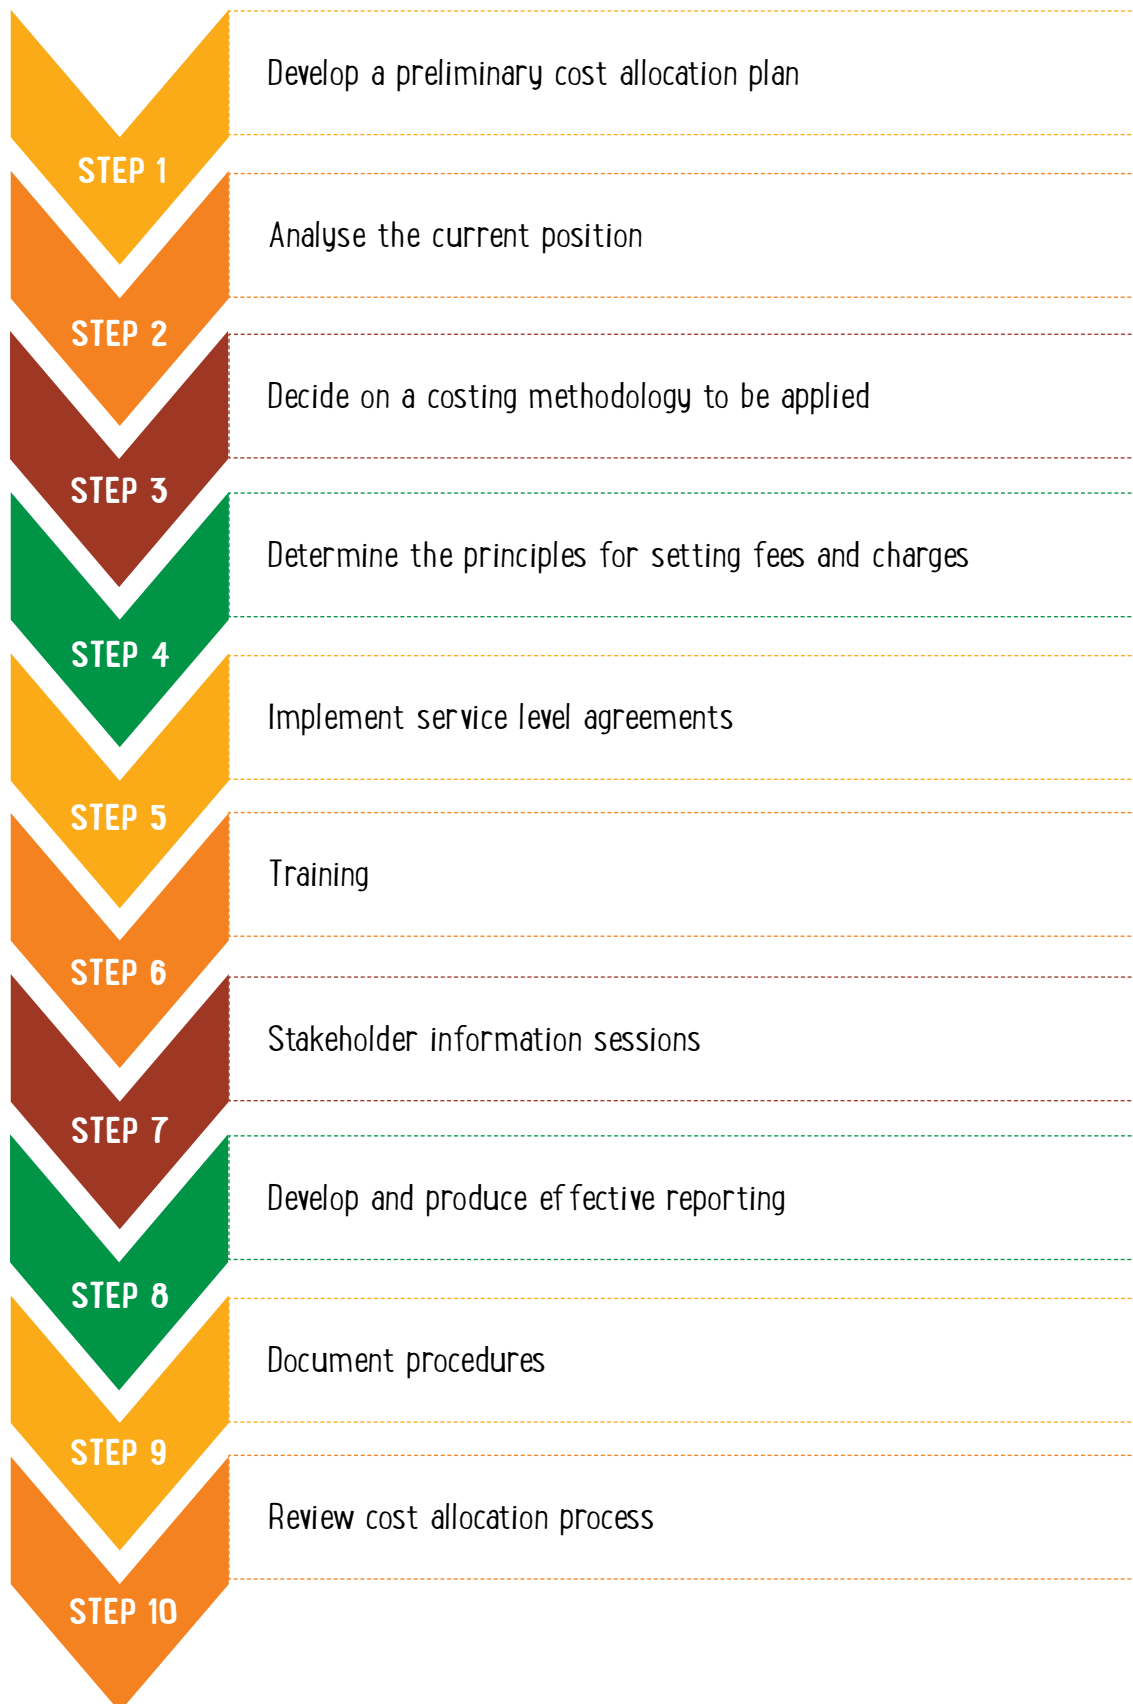 Develop a preliminary cost allocation plan
STEP 1
Analyse the current position
STEP 2
Decide on a costing methodology to be applied
STEP 3
Determine the principles for setting fees and charges
STEP 4
Implement service level agreements
STEP 5
Training
STEP 6
Stakeholder information sessions
STEP 7
Develop and produce effective reporting
STEP 8
Document procedures
STEP 9
Review cost allocation process
STEP 10